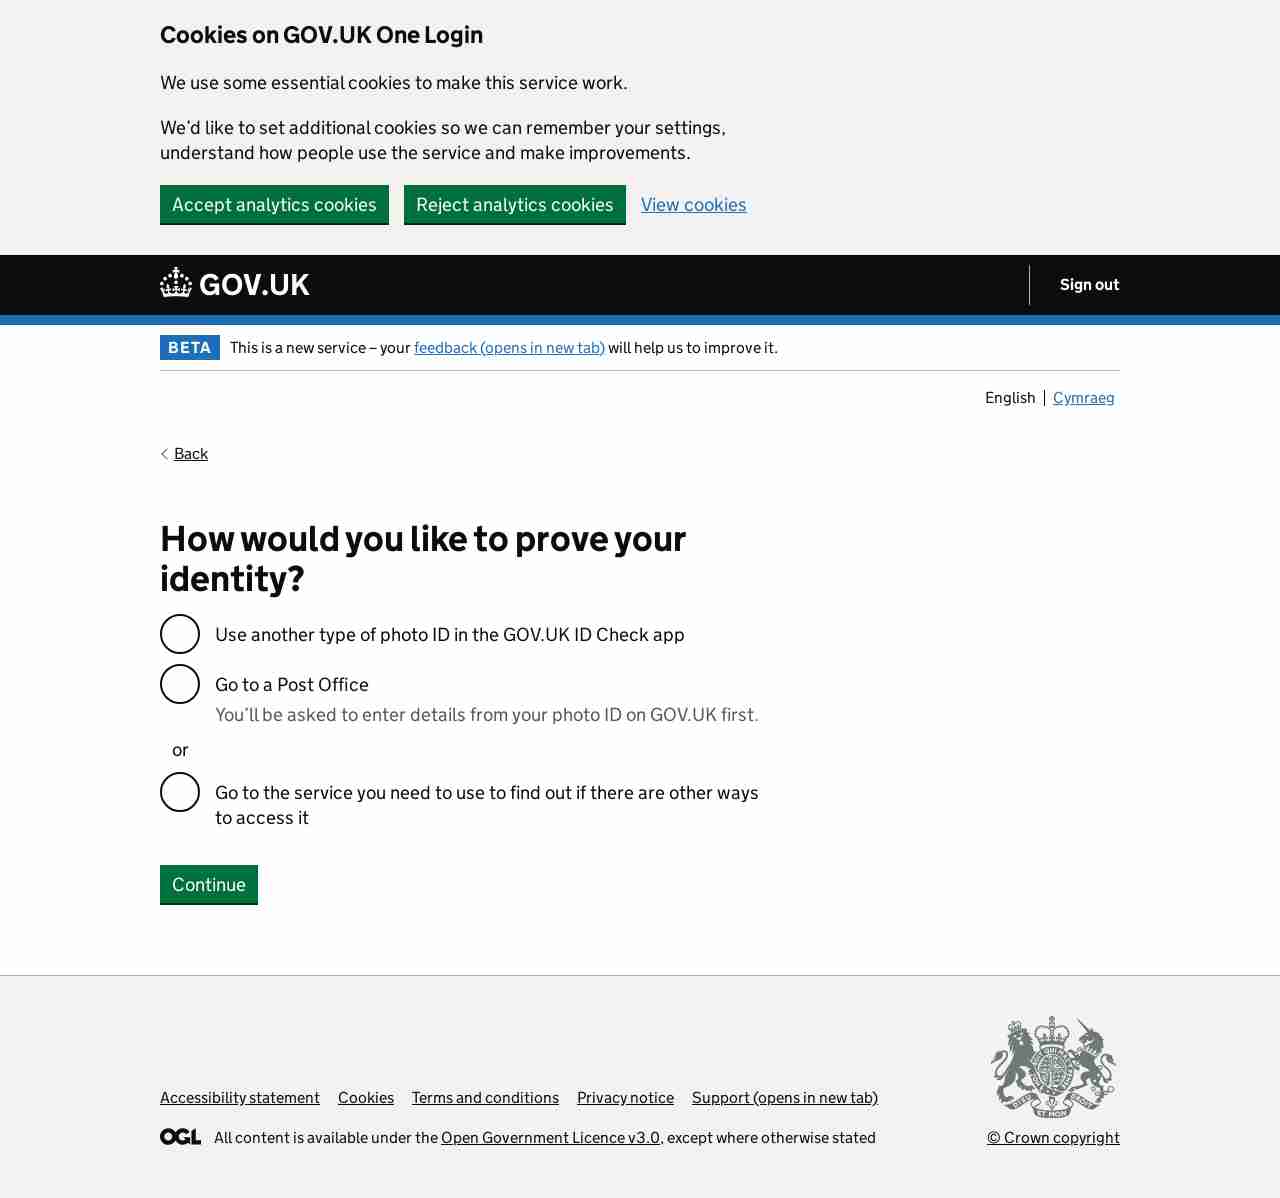 Cookies on GOV.UK One Login
We use some essential cookies to make this service work.
We’d like to set additional cookies so we can remember your settings,
understand how people use the service and make improvements.
Accept analytics cookies
Reject analytics cookies
View cookies
GOV.UK
Sign out
BETA
This is a new service – your feedback (opens in new tab) will help us to improve it.
English
Cymraeg
Back
How would you like to prove your
identity?
Use another type of photo ID in the GOV.UK ID Check app
Go to a Post Office
You’ll be asked to enter details from your photo ID on GOV.UK first.
or
Go to the service you need to use to find out if there are other ways
to access it
Continue
Accessibility statement
Cookies
Terms and conditions
Privacy notice
Support (opens in new tab)
OGL
All content is available under the Open Government Licence v3.0, except where otherwise stated
© Crown copyright